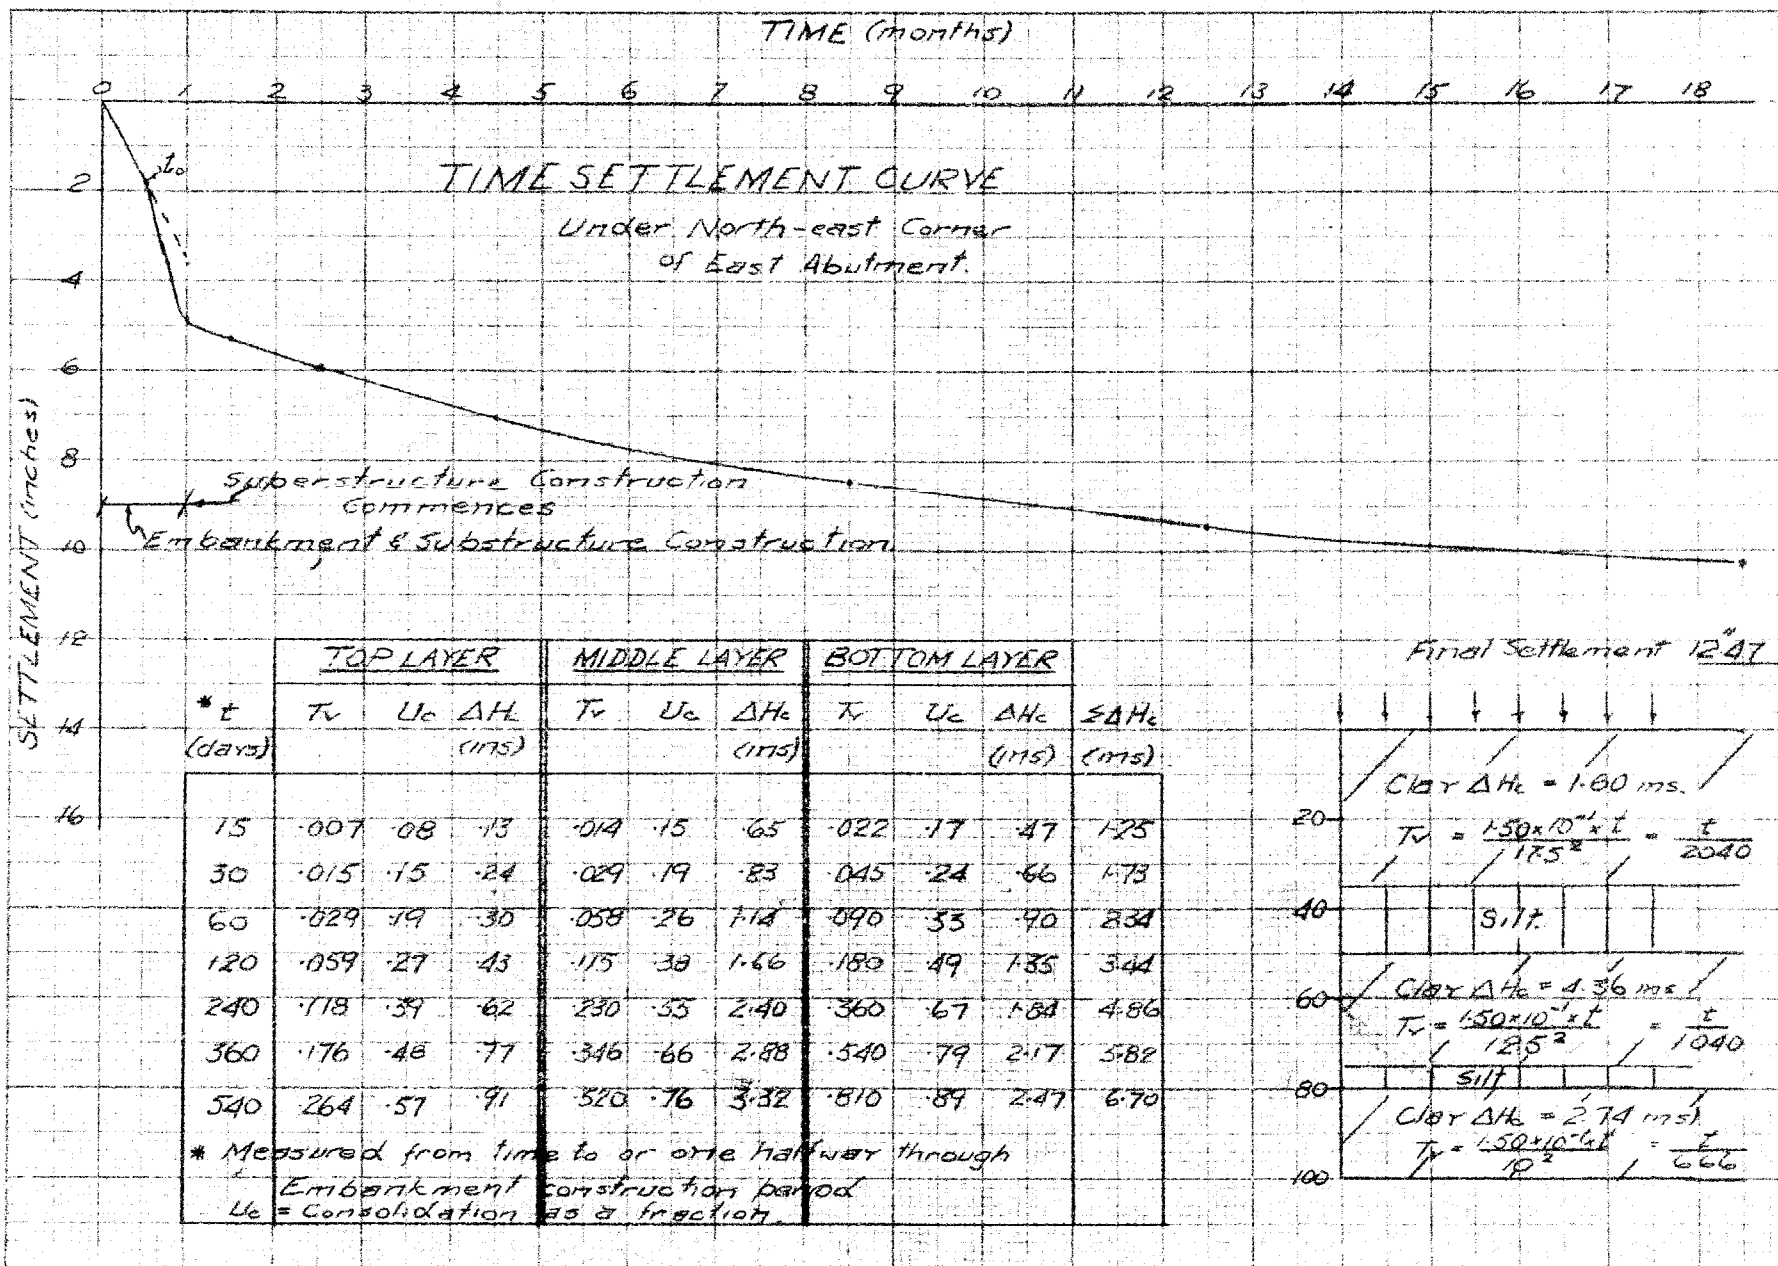 TIME (months)
0 1 2 3 4 5 6 7 8 9 10 11 12 13 14 15 16 17 18
to
2
TIME SETTLEMENT CURVE
Under North-east Corner
of East Abutment.
4
6
8
SETTLEMENT (inches)
Superstructure Construction
Commences
Embankment & Substructure Construction
10
12
14
16
TOP LAYER MIDDLE LAYER BOTTOM LAYER
* t Tv Uc ΔHc Tv Uc ΔHc Tv Uc ΔHc ΣΔHc
(days) (ins) (ins) (ins) (ins)
15 .007 .08 .13 .014 .15 .65 .022 .17 .47 1.25
30 .015 .15 .24 .029 .19 .83 .045 .24 .66 1.73
60 .029 .19 .30 .058 .26 1.14 .090 .33 .90 2.34
120 .059 .27 .43 .115 .38 1.66 .180 .49 1.35 3.44
240 .118 .39 .62 .230 .55 2.40 .360 .67 1.84 4.86
360 .176 .48 .77 .346 .66 2.88 .540 .79 2.17 5.82
540 .264 .57 .91 .520 .76 3.32 .810 .89 2.47 6.70
* Measured from time to or one halfway through
Embankment construction period
Uc = Consolidation as a fraction.
Final Settlement 12.47"
Clay ΔHc = 1.60 ins.
20
Tv = 1.50×10⁻¹×t / 17.5² = t / 2040
40
Silt.
Clay ΔHc = 4.36 ins
60
Tv = 1.50×10⁻¹×t / 12.5² = t / 1040
Silt
80
Clay ΔHc = 2.74 ins.
Tv = 1.50×10⁻¹×t / 10² = t / 666
100